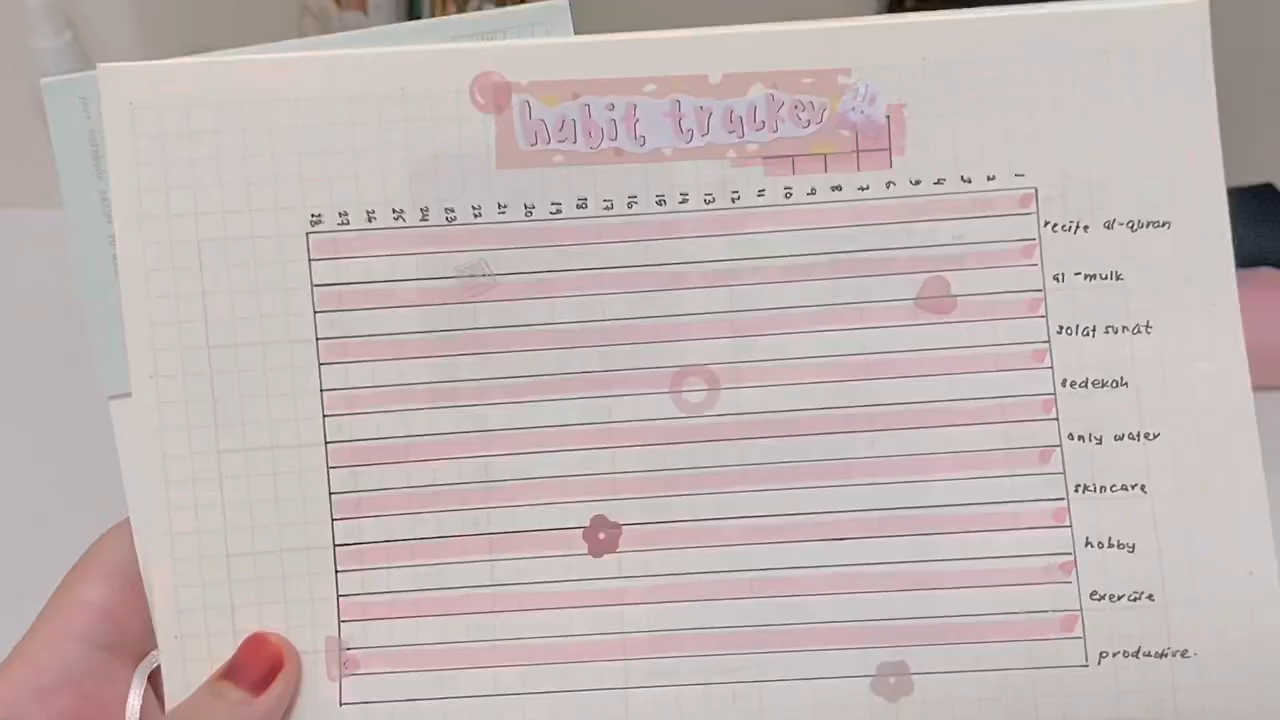 habit tracker
28 27 26 25 24 23 22 21 20 19 18 17 16 15 14 13 12 11 10 9 8 7 6 5 4 3 2 1
recite al-quran
al-mulk
solat sunat
sedekah
only water
skincare
hobby
exercise
productive.